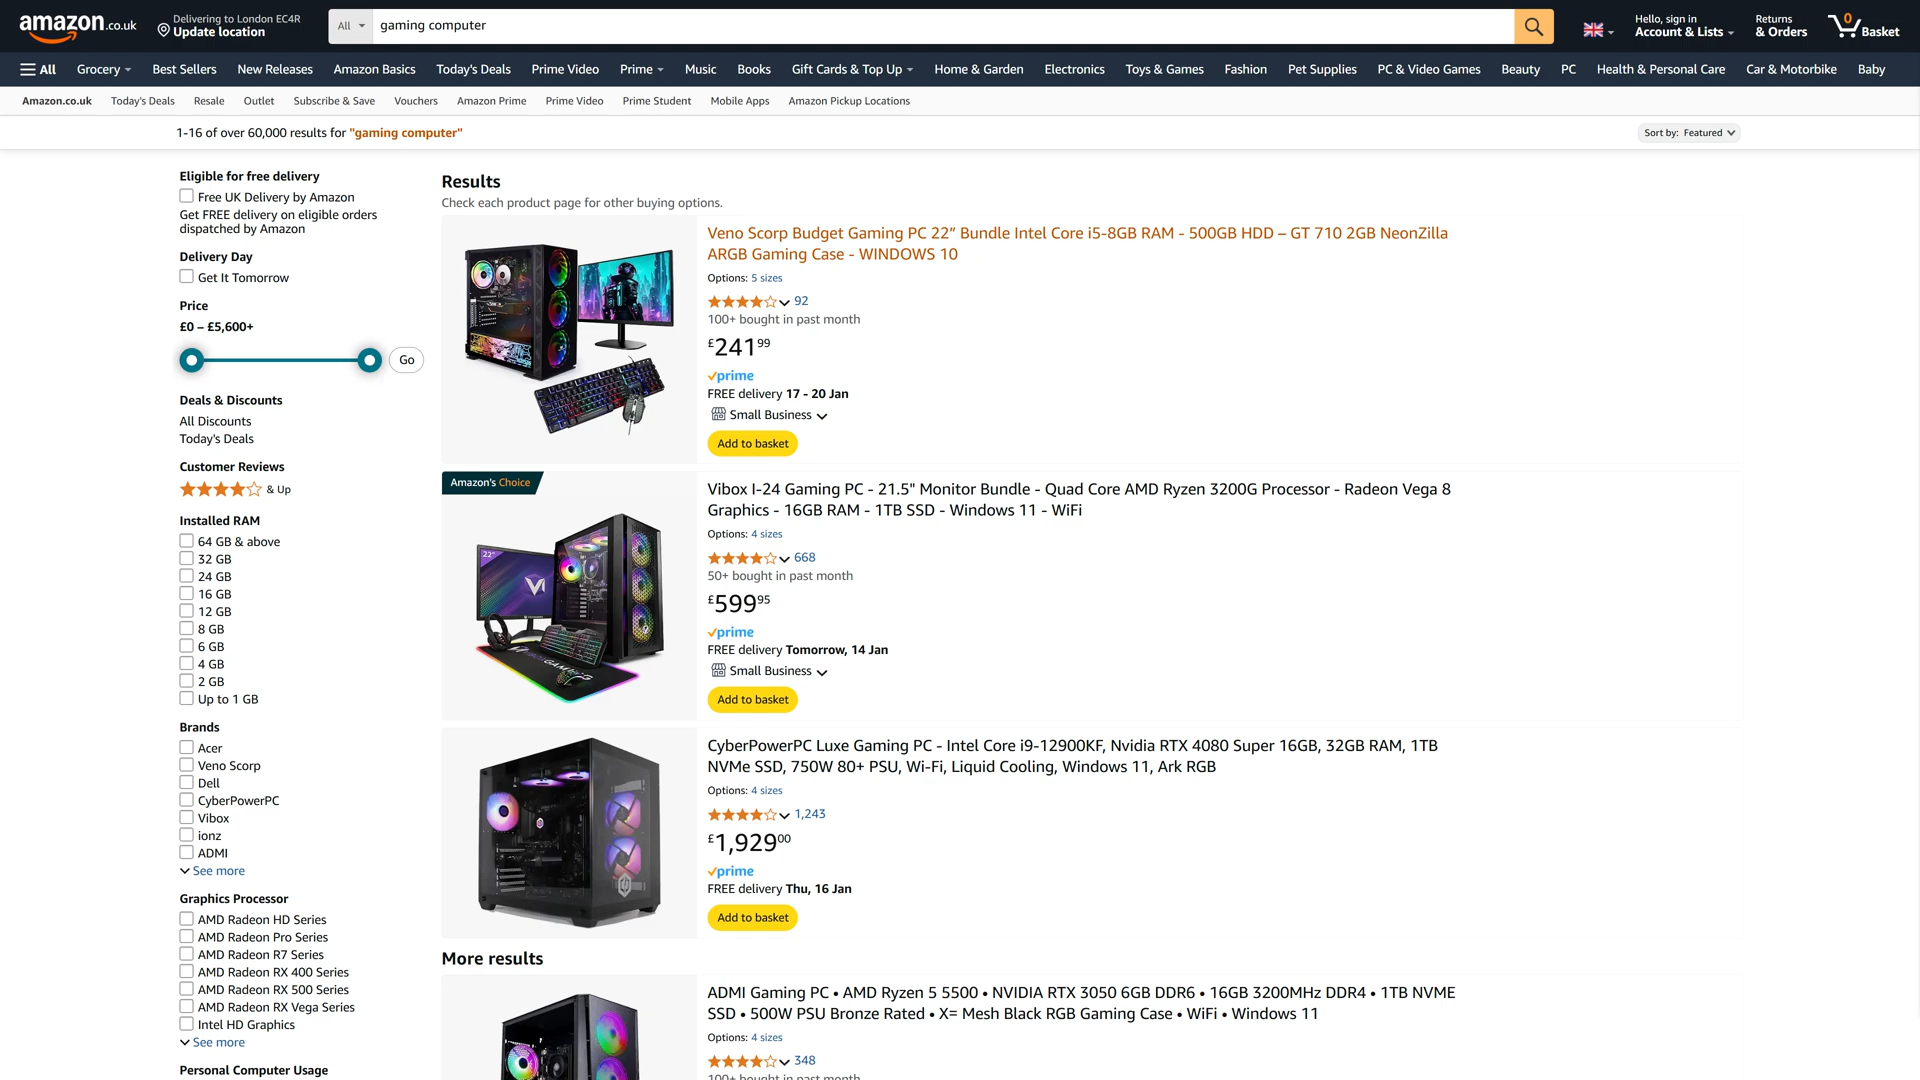 amazon.co.uk
Delivering to London EC4R
Update location
All
gaming computer
Hello, sign in
Account & Lists
Returns
& Orders
0
Basket
All
Grocery
Best Sellers
New Releases
Amazon Basics
Today's Deals
Prime Video
Prime
Music
Books
Gift Cards & Top Up
Home & Garden
Electronics
Toys & Games
Fashion
Pet Supplies
PC & Video Games
Beauty
PC
Health & Personal Care
Car & Motorbike
Baby
Amazon.co.uk
Today's Deals
Resale
Outlet
Subscribe & Save
Vouchers
Amazon Prime
Prime Video
Prime Student
Mobile Apps
Amazon Pickup Locations
1-16 of over 60,000 results for "gaming computer"
Sort by: Featured
Eligible for free delivery
Free UK Delivery by Amazon
Get FREE delivery on eligible orders
dispatched by Amazon
Delivery Day
Get It Tomorrow
Price
£0 – £5,600+
Go
Deals & Discounts
All Discounts
Today's Deals
Customer Reviews
& Up
Installed RAM
64 GB & above
32 GB
24 GB
16 GB
12 GB
8 GB
6 GB
4 GB
2 GB
Up to 1 GB
Brands
Acer
Veno Scorp
Dell
CyberPowerPC
Vibox
ionz
ADMI
See more
Graphics Processor
AMD Radeon HD Series
AMD Radeon Pro Series
AMD Radeon R7 Series
AMD Radeon RX 400 Series
AMD Radeon RX 500 Series
AMD Radeon RX Vega Series
Intel HD Graphics
See more
Personal Computer Usage
Results
Check each product page for other buying options.
Veno Scorp Budget Gaming PC 22” Bundle Intel Core i5-8GB RAM - 500GB HDD – GT 710 2GB NeonZilla
ARGB Gaming Case - WINDOWS 10
Options: 5 sizes
92
100+ bought in past month
£241.99
prime
FREE delivery 17 - 20 Jan
Small Business
Add to basket
Amazon's Choice
22"
Vibox I-24 Gaming PC - 21.5" Monitor Bundle - Quad Core AMD Ryzen 3200G Processor - Radeon Vega 8
Graphics - 16GB RAM - 1TB SSD - Windows 11 - WiFi
Options: 4 sizes
668
50+ bought in past month
£599.95
prime
FREE delivery Tomorrow, 14 Jan
Small Business
Add to basket
CyberPowerPC Luxe Gaming PC - Intel Core i9-12900KF, Nvidia RTX 4080 Super 16GB, 32GB RAM, 1TB
NVMe SSD, 750W 80+ PSU, Wi-Fi, Liquid Cooling, Windows 11, Ark RGB
Options: 4 sizes
1,243
£1,929.00
prime
FREE delivery Thu, 16 Jan
Add to basket
More results
ADMI Gaming PC • AMD Ryzen 5 5500 • NVIDIA RTX 3050 6GB DDR6 • 16GB 3200MHz DDR4 • 1TB NVME
SSD • 500W PSU Bronze Rated • X= Mesh Black RGB Gaming Case • WiFi • Windows 11
Options: 4 sizes
348
100+ bought in past month